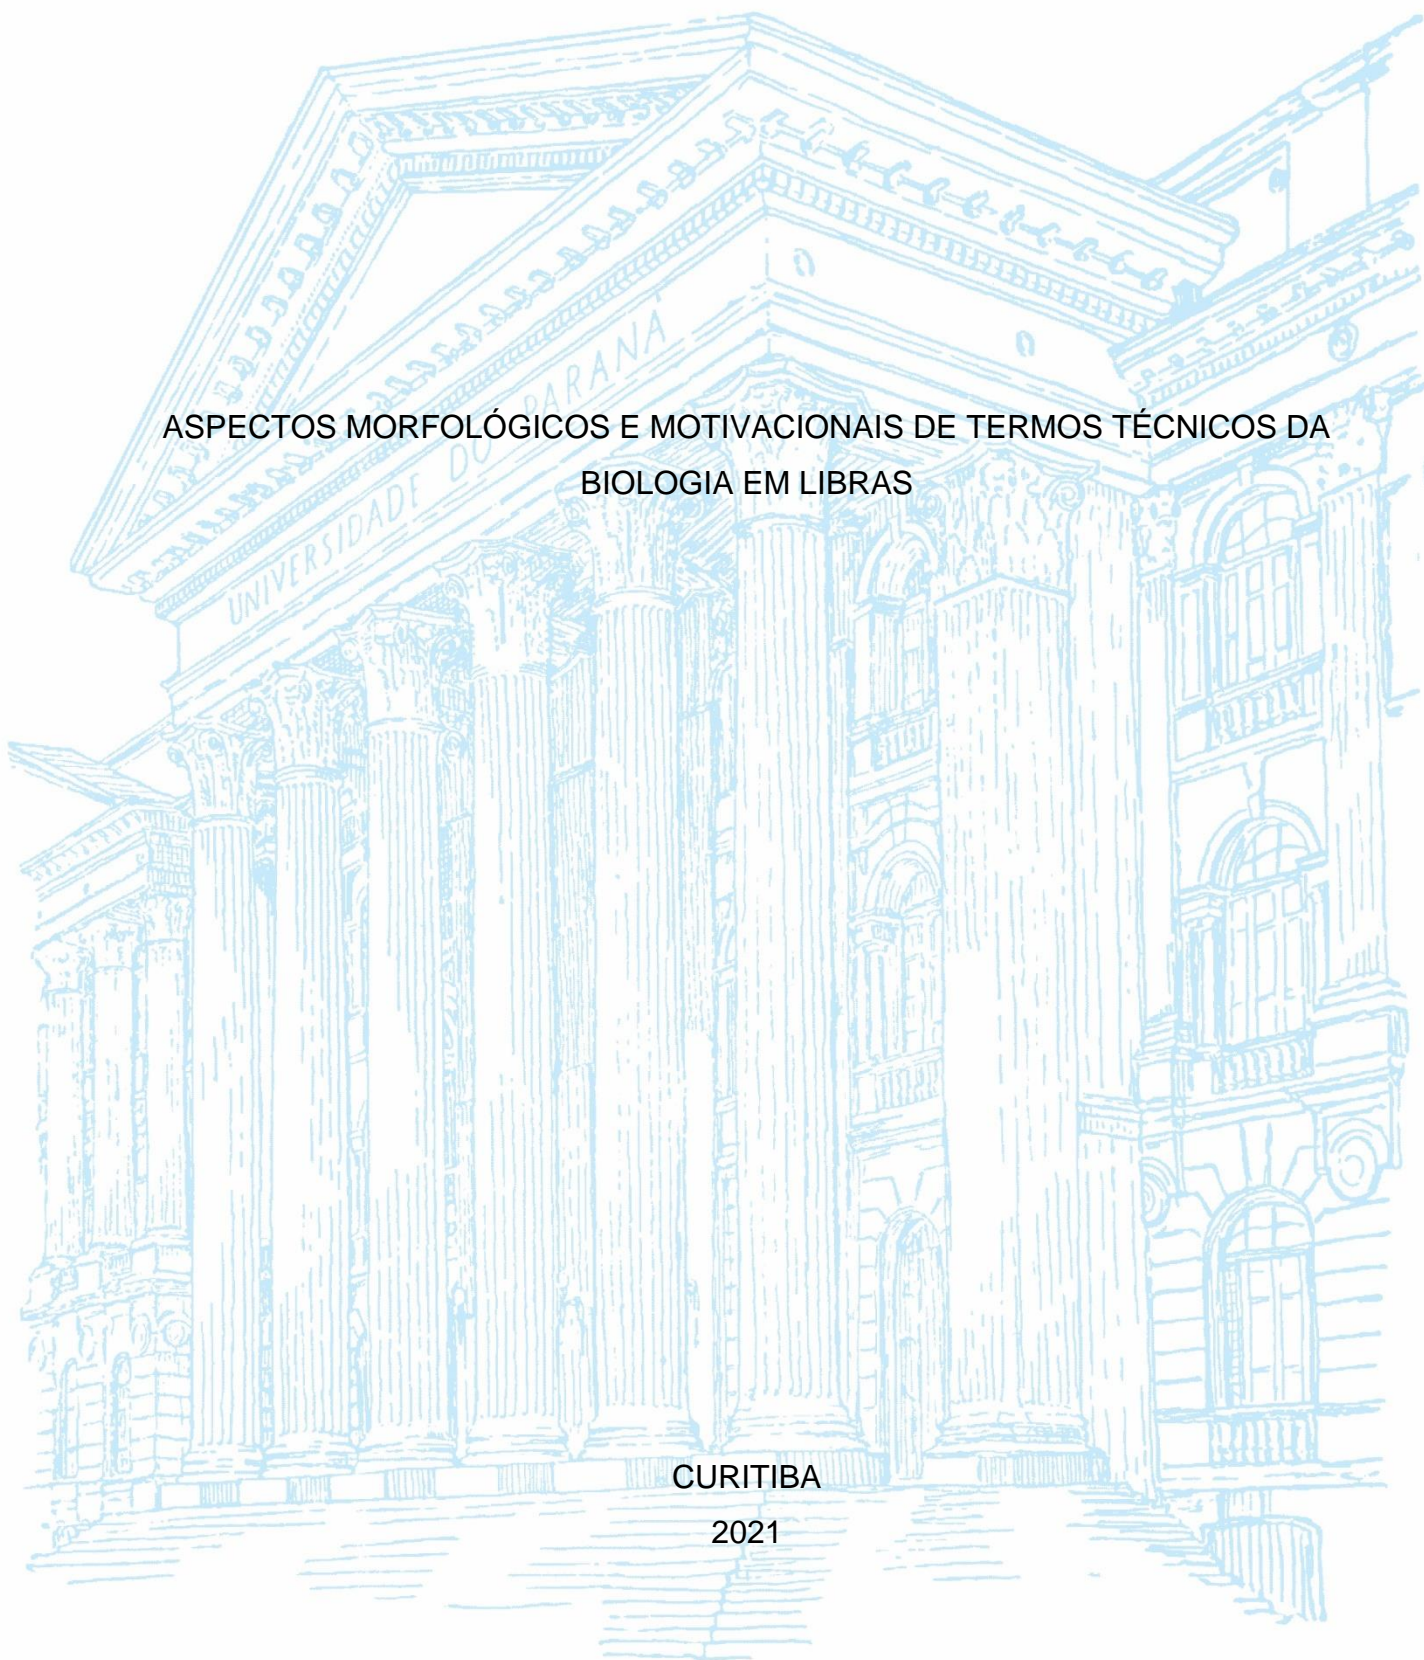 UNIVERSIDADE DO PARANÁ
ASPECTOS MORFOLÓGICOS E MOTIVACIONAIS DE TERMOS TÉCNICOS DA
BIOLOGIA EM LIBRAS
CURITIBA
2021